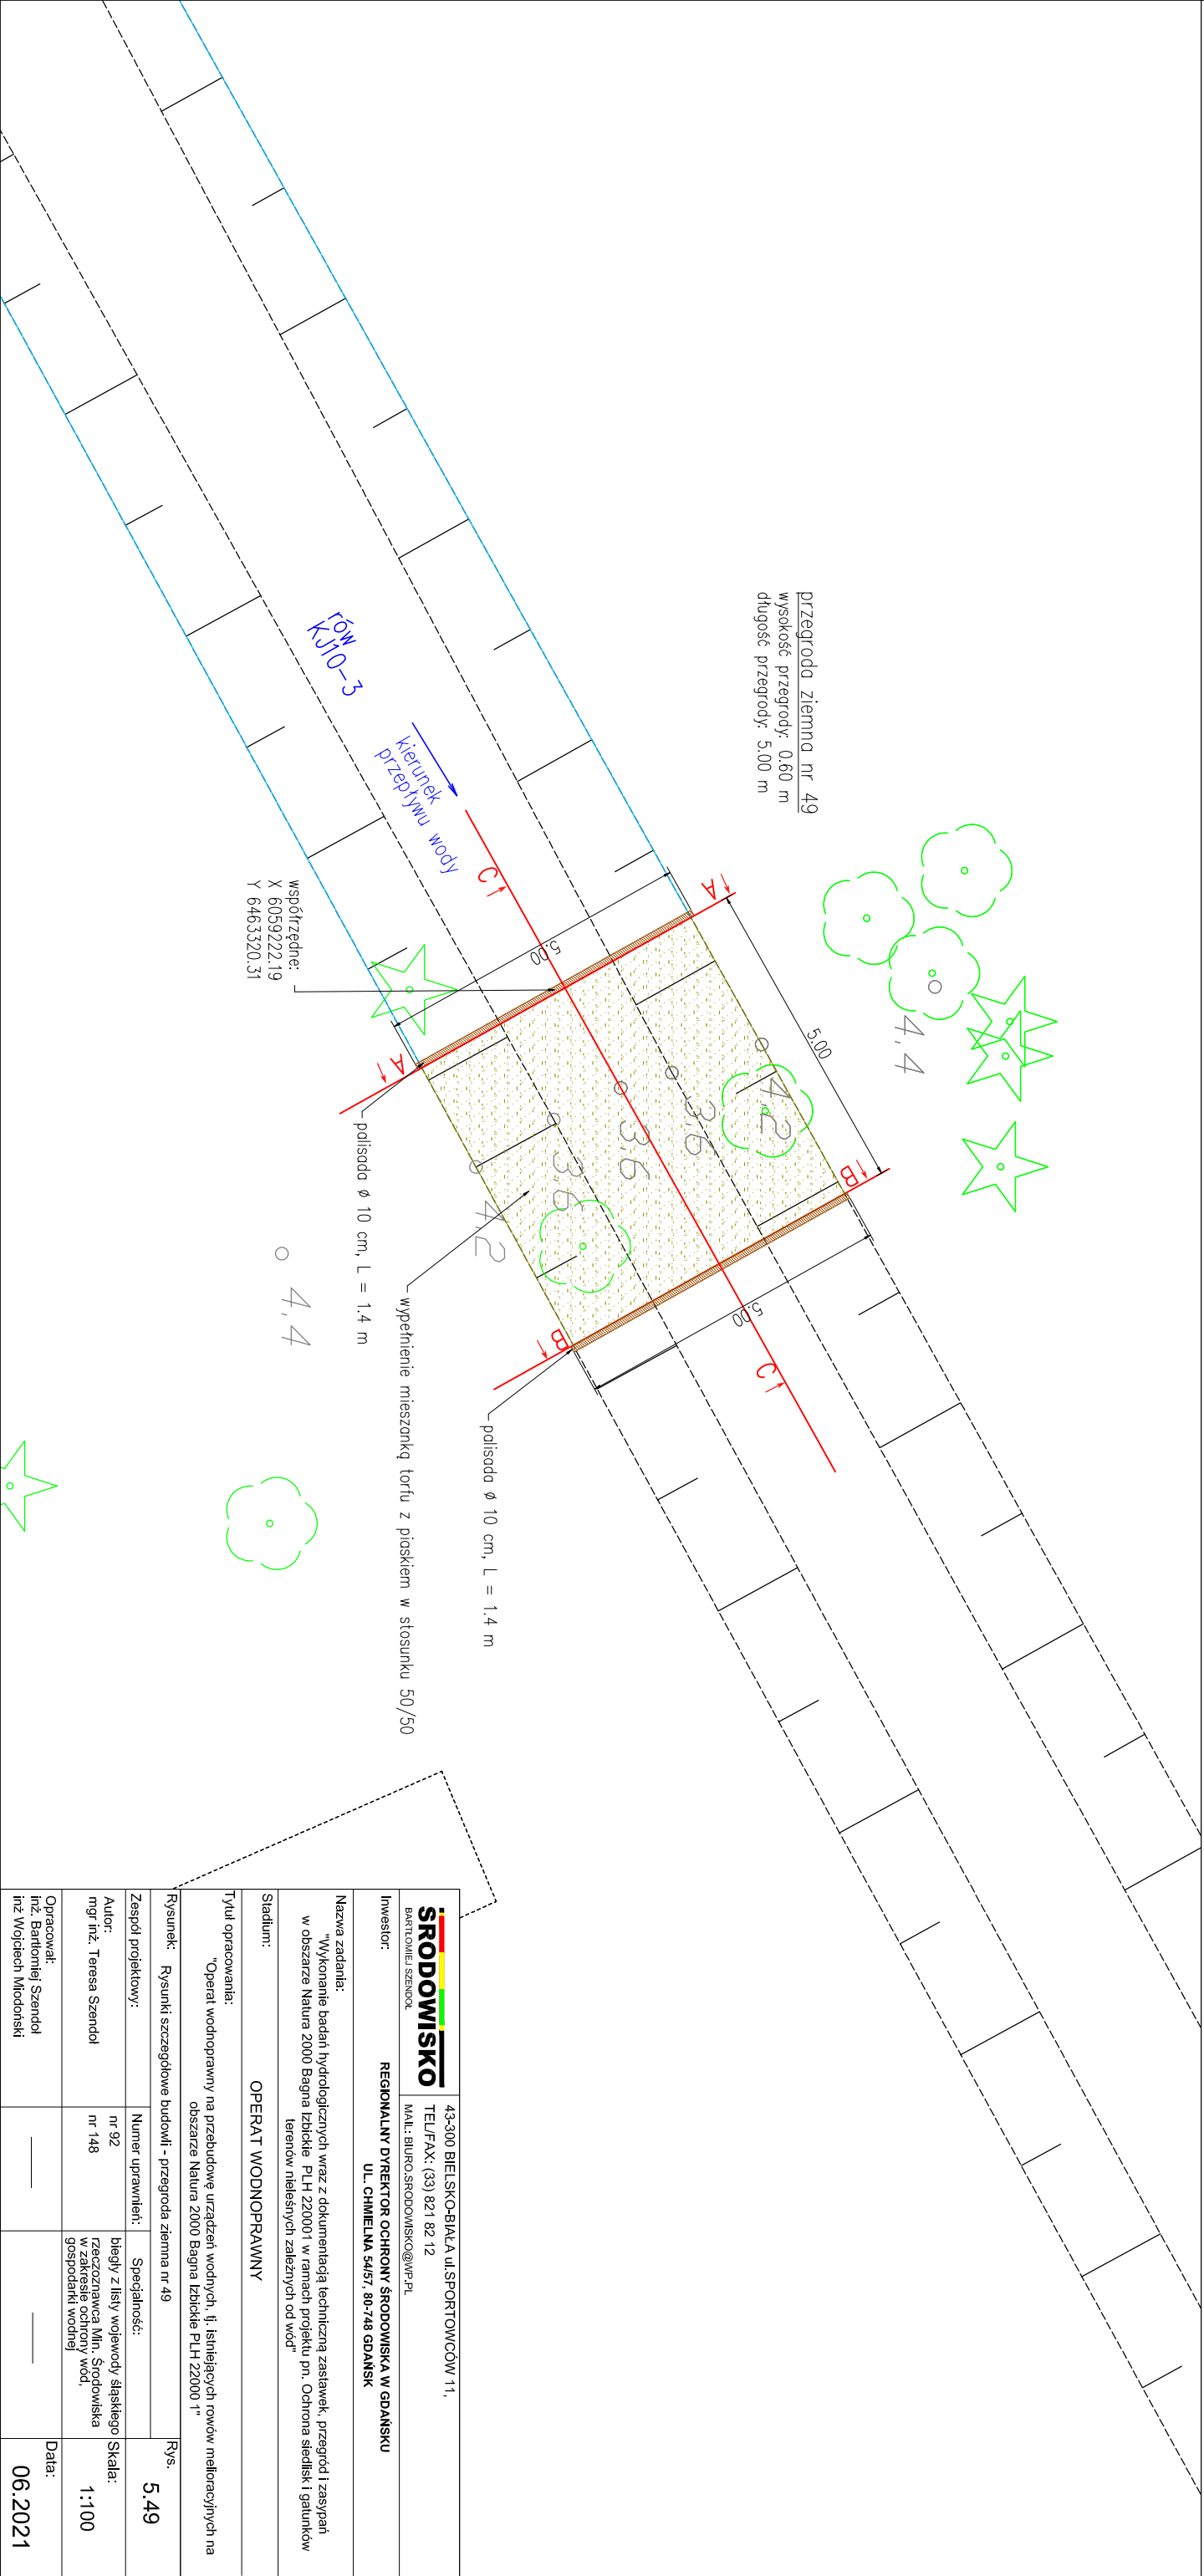 przegroda ziemna nr 49
wysokość przegrody: 0.60 m
długość przegrody: 5.00 m
rów
KJ10-3
kierunek
przepływu wody
współrzędne:
X 6059222.19
Y 6463320.31
A
A
B
B
C
C
5.00
5.00
5.00
4,4
4,2
3,6
3,6
3,6
4,2
4,4
palisada ø 10 cm, L = 1.4 m
wypełnienie mieszanką torfu z piaskiem w stosunku 50/50
palisada ø 10 cm, L = 1.4 m
ŚRODOWISKO
BARTŁOMIEJ SZENDOŁ
43-300 BIELSKO-BIAŁA ul.SPORTOWCÓW 11,
TEL/FAX: (33) 821 82 12
MAIL: BIURO.SRODOWISKO@WP.PL
Inwestor:
REGIONALNY DYREKTOR OCHRONY ŚRODOWISKA W GDAŃSKU
UL. CHMIELNA 54/57, 80-748 GDAŃSK
Nazwa zadania:
"Wykonanie badań hydrologicznych wraz z dokumentacją techniczną zastawek, przegród i zasypań
w obszarze Natura 2000 Bagna Izbickie PLH 220001 w ramach projektu pn. Ochrona siedlisk i gatunków
terenów nieleśnych zależnych od wód"
Stadium:
OPERAT WODNOPRAWNY
Tytuł opracowania:
"Operat wodnoprawny na przebudowę urządzeń wodnych, tj. istniejących rowów melioracyjnych na
obszarze Natura 2000 Bagna Izbickie PLH 22000 1"
Rysunek: Rysunki szczegółowe budowli - przegroda ziemna nr 49
Rys.
5.49
Zespół projektowy:
Numer uprawnień:
Specjalność:
Autor:
mgr inż. Teresa Szendoł
nr 92
nr 148
biegły z listy wojewody śląskiego
rzeczoznawca Min. Środowiska
w zakresie ochrony wód,
gospodarki wodnej
Skala:
1:100
Opracował:
inż. Bartłomiej Szendoł
inż Wojciech Miodoński
Data:
06.2021